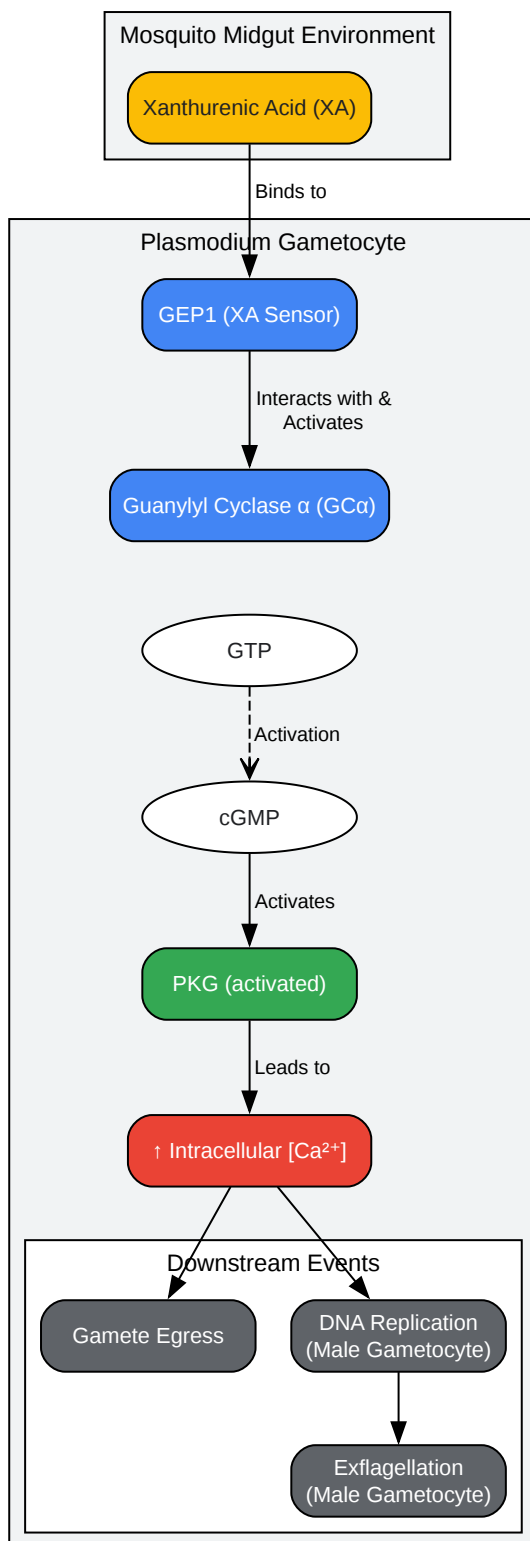 Mosquito Midgut Environment
Xanthurenic Acid (XA)
Binds to
Plasmodium Gametocyte
GEP1 (XA Sensor)
Interacts with &
Activates
Guanylyl Cyclase α (GCα)
GTP
Activation
cGMP
Activates
PKG (activated)
Leads to
↑ Intracellular [Ca²⁺]
Downstream Events
Gamete Egress
DNA Replication
(Male Gametocyte)
Exflagellation
(Male Gametocyte)